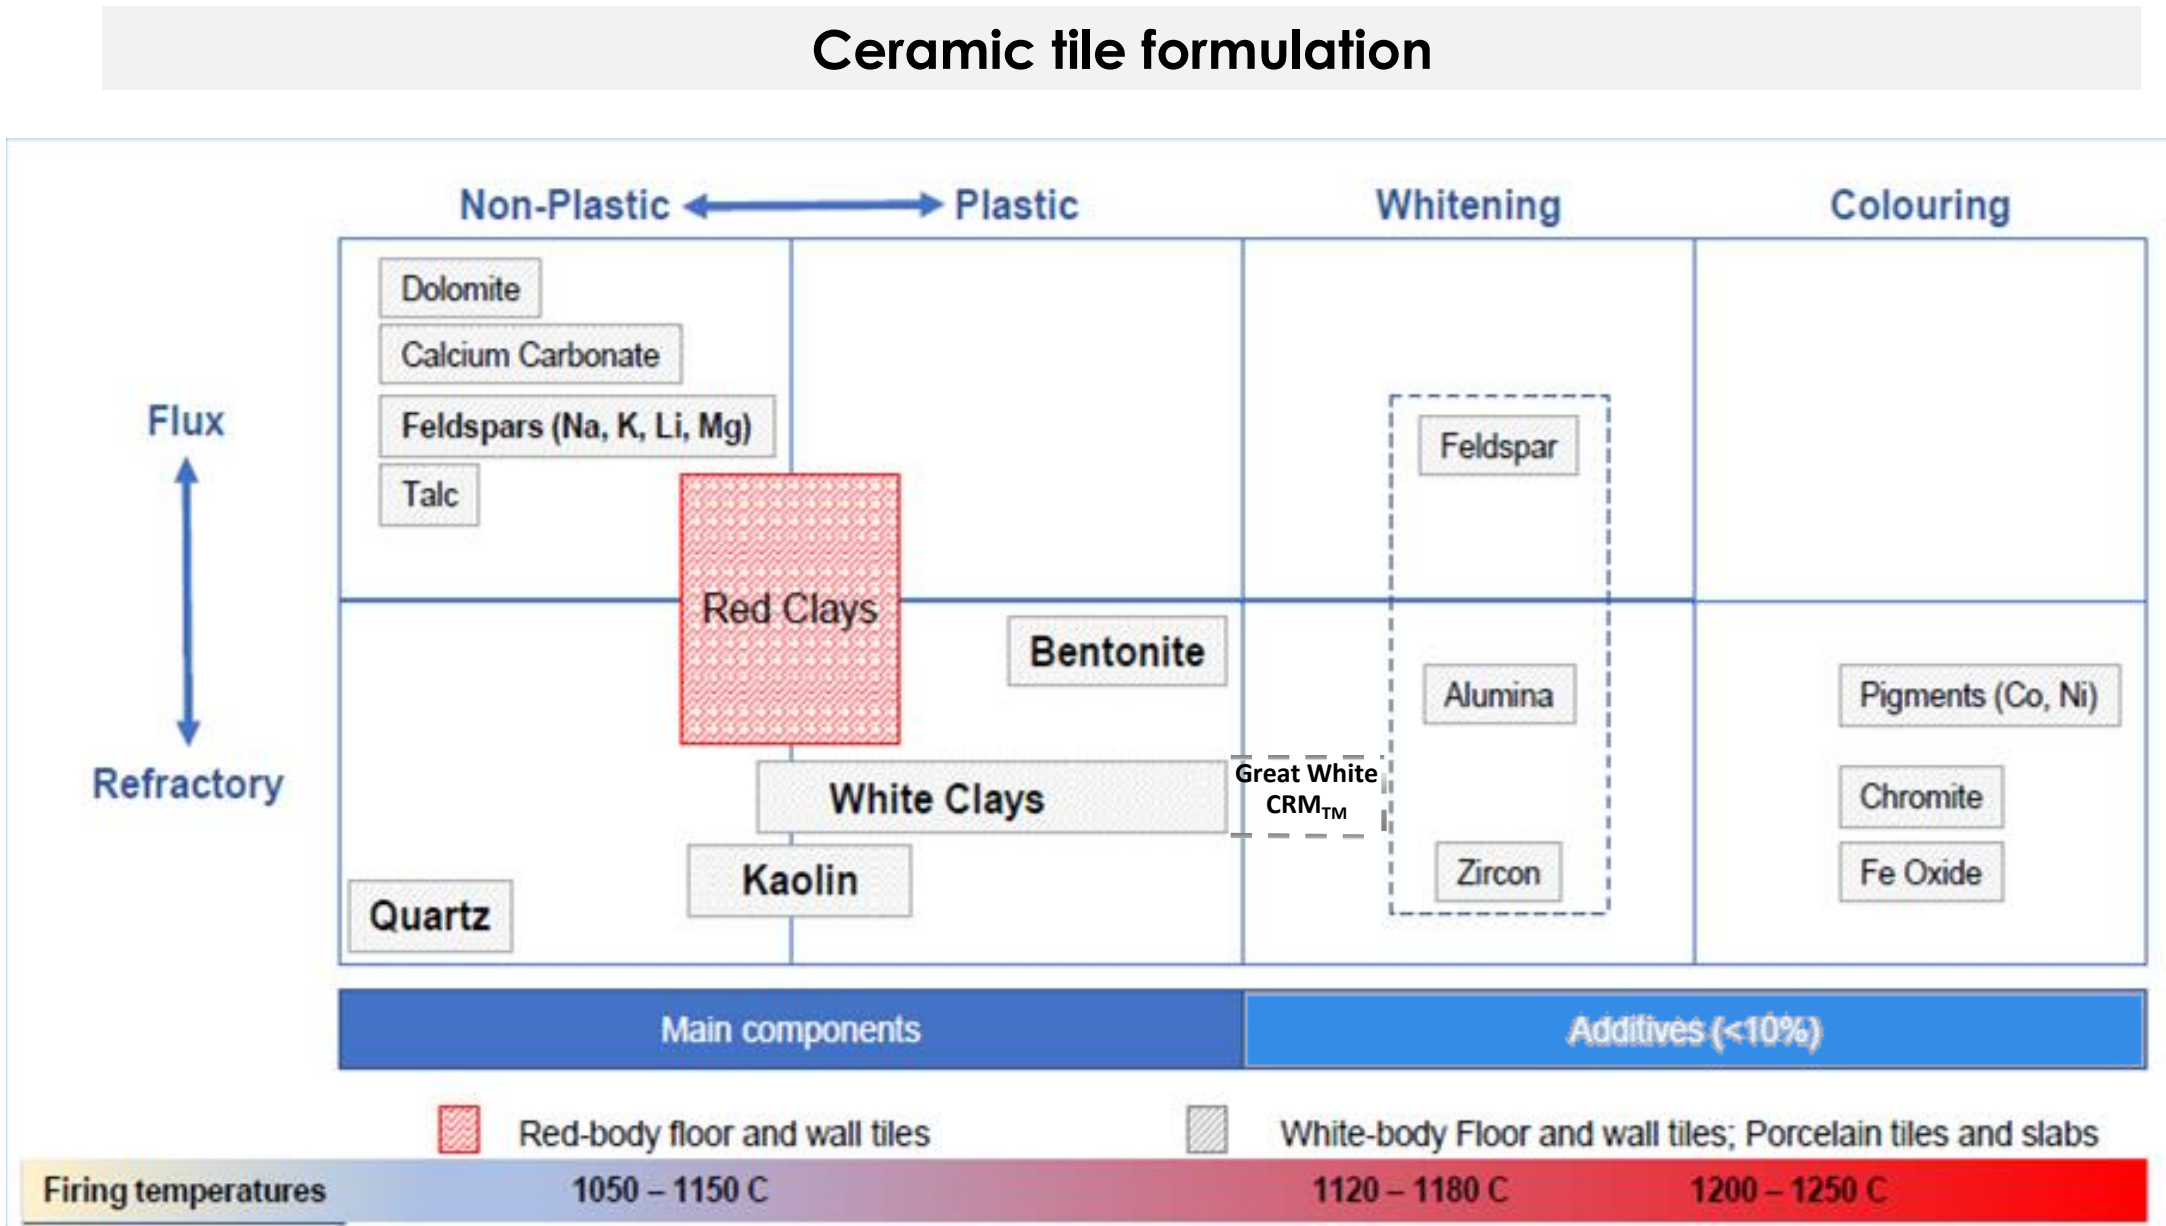 Ceramic tile formulation
Non-Plastic
Plastic
Whitening
Colouring
Flux
Refractory
Dolomite
Calcium Carbonate
Feldspars (Na, K, Li, Mg)
Talc
Red Clays
Bentonite
White Clays
Kaolin
Quartz
Great White
CRMTM
Feldspar
Alumina
Zircon
Pigments (Co, Ni)
Chromite
Fe Oxide
Main components
Additives (<10%)
Red-body floor and wall tiles
White-body Floor and wall tiles; Porcelain tiles and slabs
Firing temperatures
1050 – 1150 C
1120 – 1180 C
1200 – 1250 C